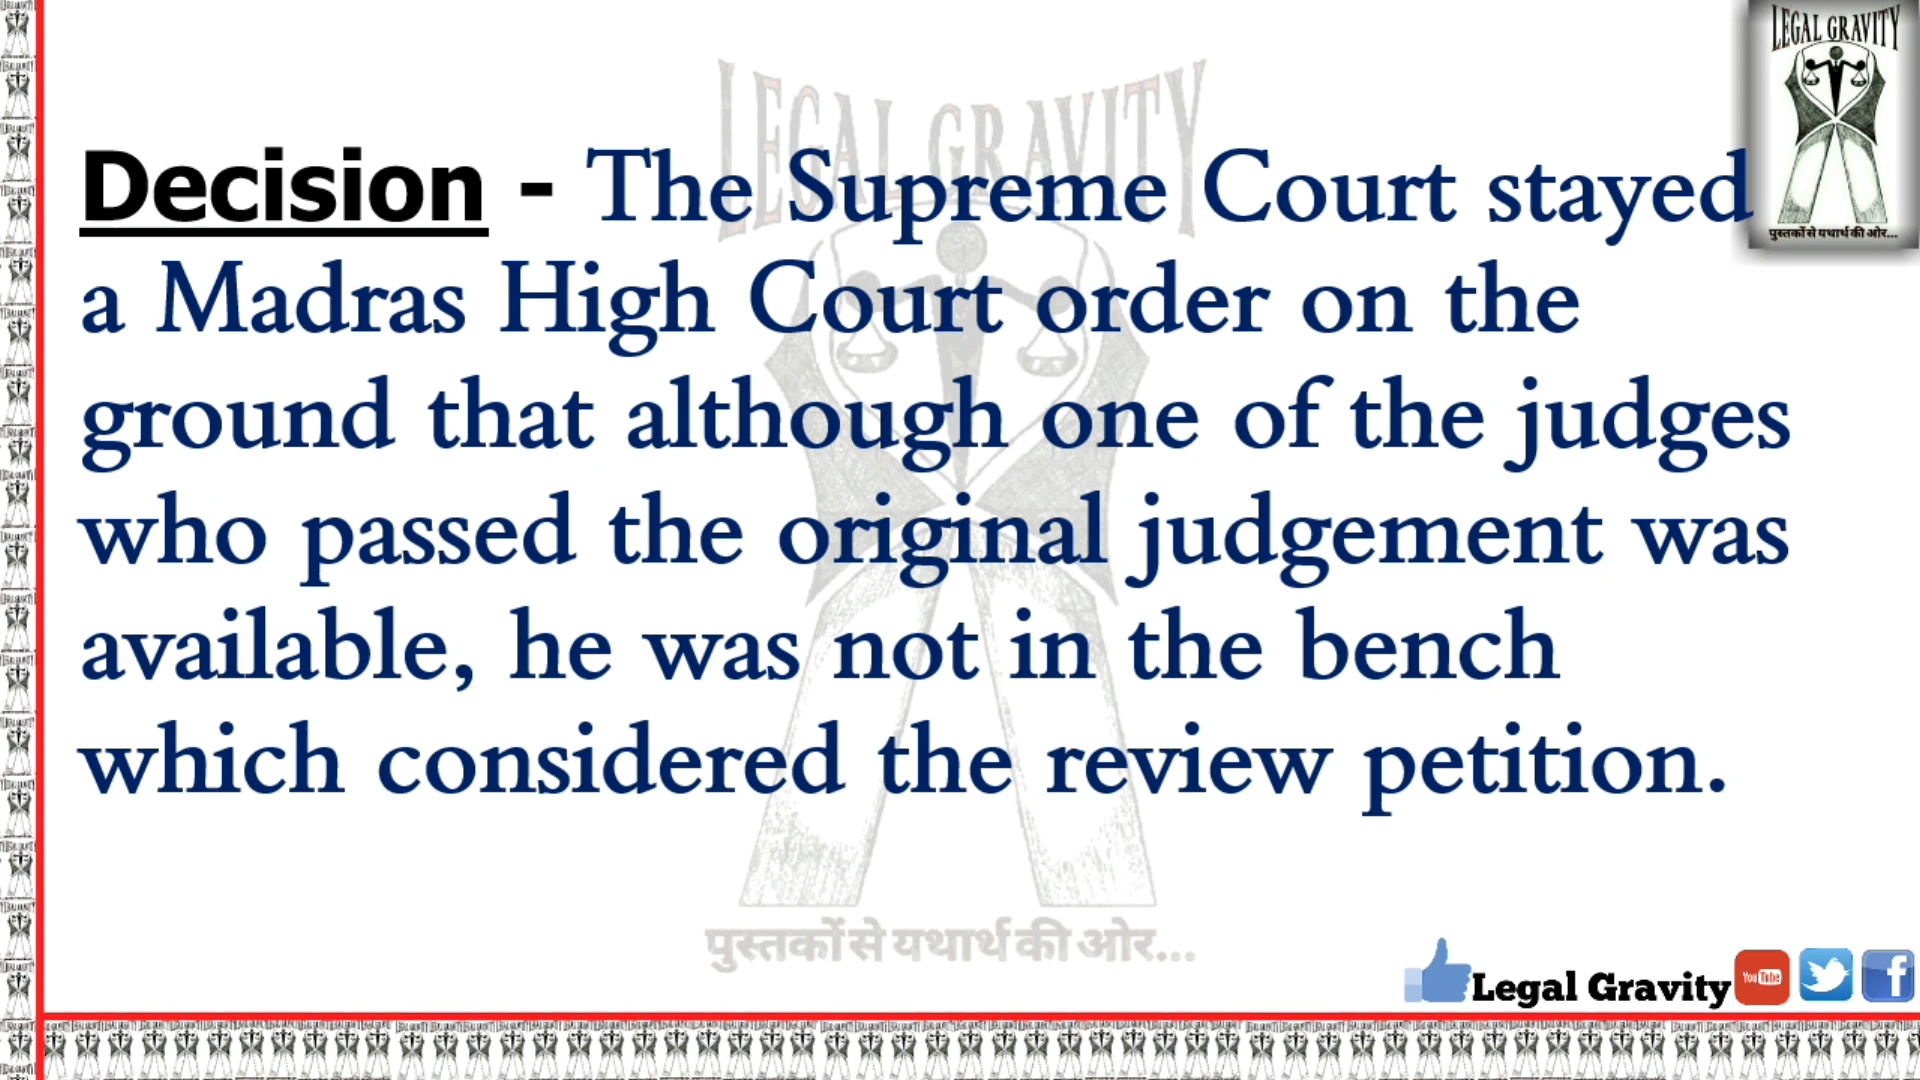 LEGAL GRAVITY
पुस्तकों से यथार्थ की ओर...
Decision - The Supreme Court stayed
a Madras High Court order on the
ground that although one of the judges
who passed the original judgement was
available, he was not in the bench
which considered the review petition.
LEGAL GRAVITY
पुस्तकों से यथार्थ की ओर...
Legal Gravity
You Tube